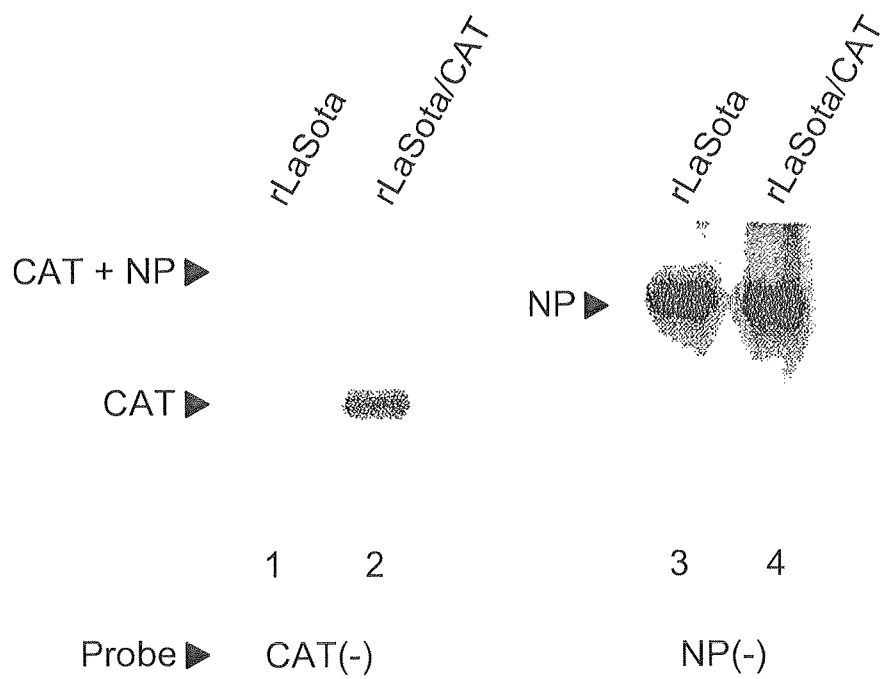 rLaSota
rLaSota/CAT
rLaSota
rLaSota/CAT
CAT + NP
NP
CAT
1 2 3 4
Probe CAT(-) NP(-)